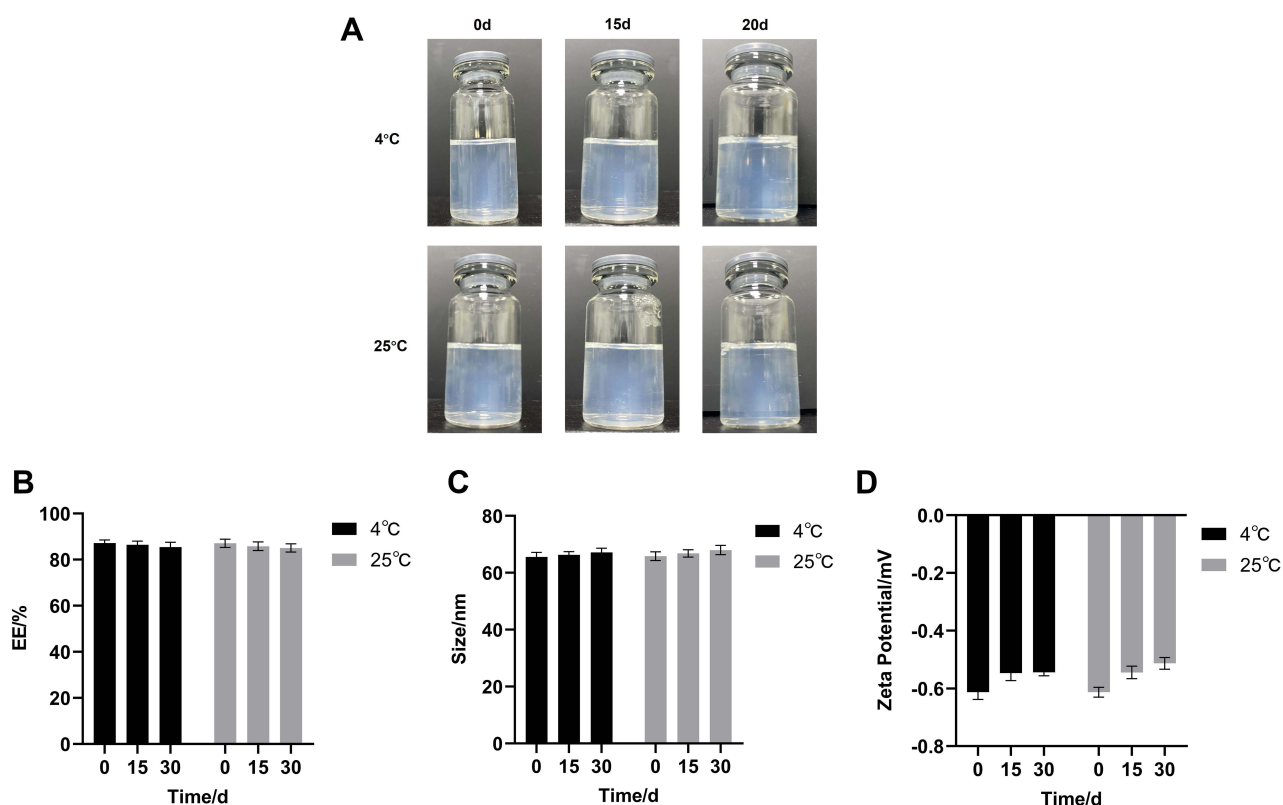 A
0d 15d 20d
4°C
25°C
B
100
80
60
40
20
0
EE/%
0 15 30 0 15 30
Time/d
4℃
25℃
C
80
60
40
20
0
Size/nm
0 15 30 0 15 30
Time/d
4℃
25℃
D
0.0
-0.2
-0.4
-0.6
-0.8
Zeta Potential/mV
0 15 30 0 15 30
Time/d
4℃
25℃